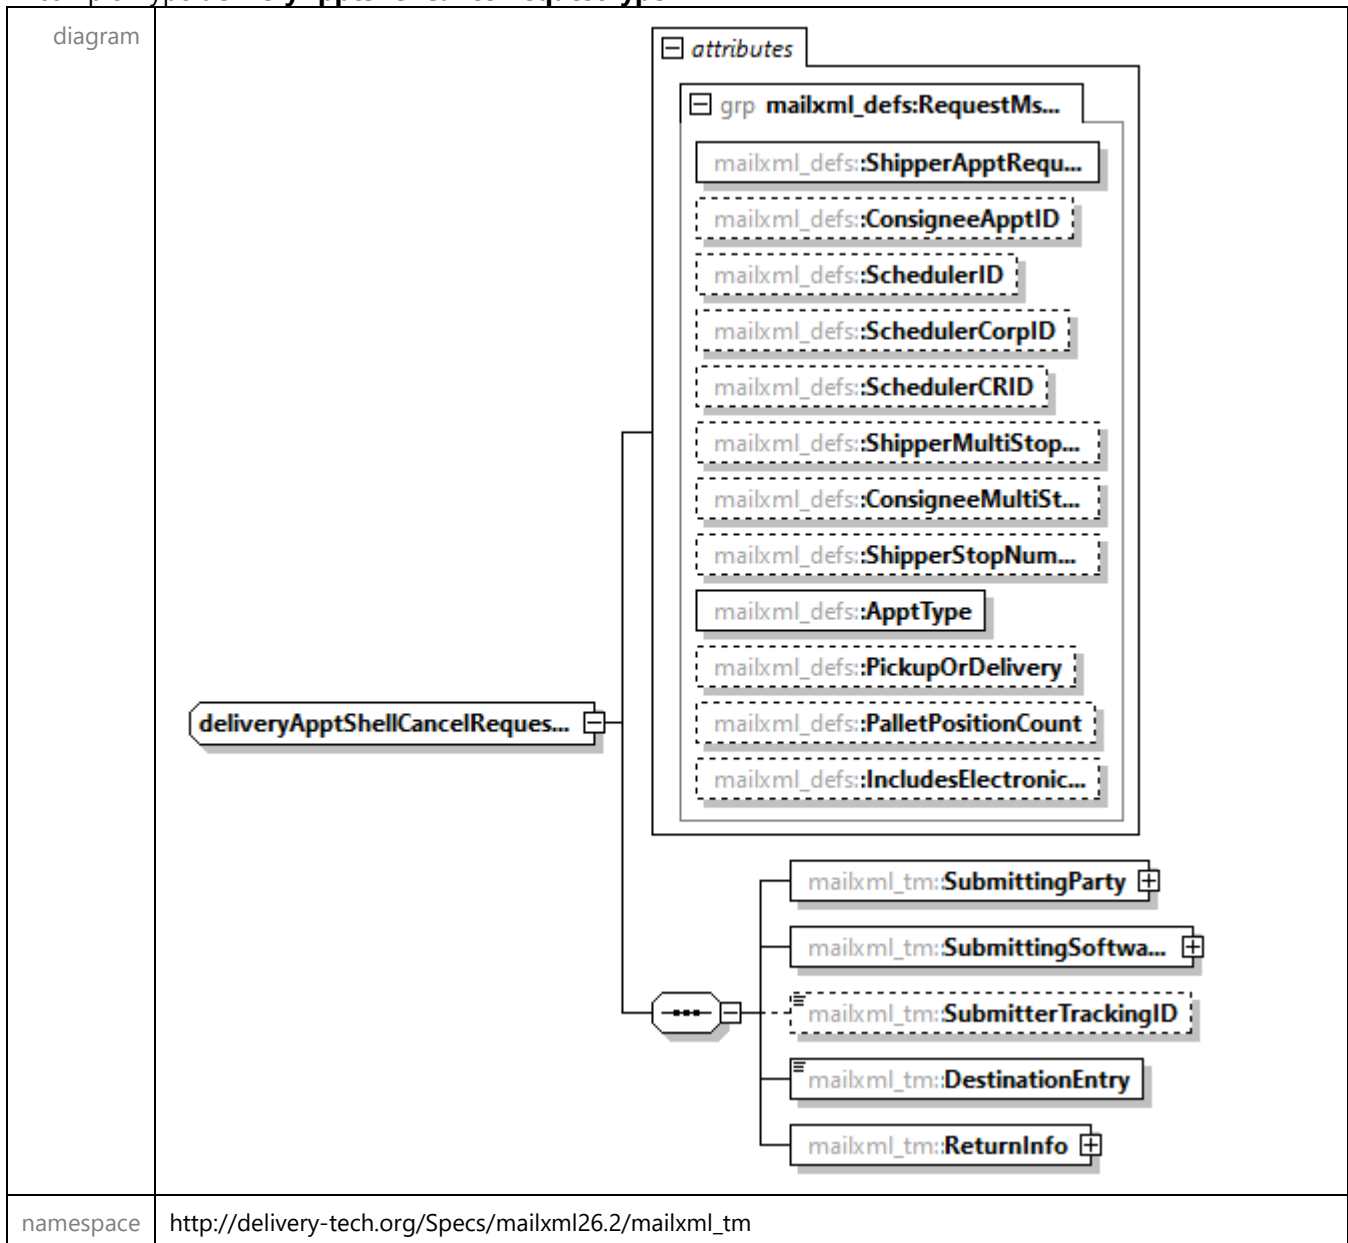 diagram
attributes
grp mailxml_defs:RequestMs...
mailxml_defs::ShipperApptRequ...
mailxml_defs::ConsigneeApptID
mailxml_defs::SchedulerID
mailxml_defs::SchedulerCorpID
mailxml_defs::SchedulerCRID
mailxml_defs::ShipperMultiStop...
mailxml_defs::ConsigneeMultiSt...
mailxml_defs::ShipperStopNum...
mailxml_defs::ApptType
mailxml_defs::PickupOrDelivery
mailxml_defs::PalletPositionCount
mailxml_defs::IncludesElectronic...
deliveryApptShellCancelReques...
mailxml_tm::SubmittingParty
mailxml_tm::SubmittingSoftwa...
mailxml_tm::SubmitterTrackingID
mailxml_tm::DestinationEntry
mailxml_tm::ReturnInfo
namespace http://delivery-tech.org/Specs/mailxml26.2/mailxml_tm